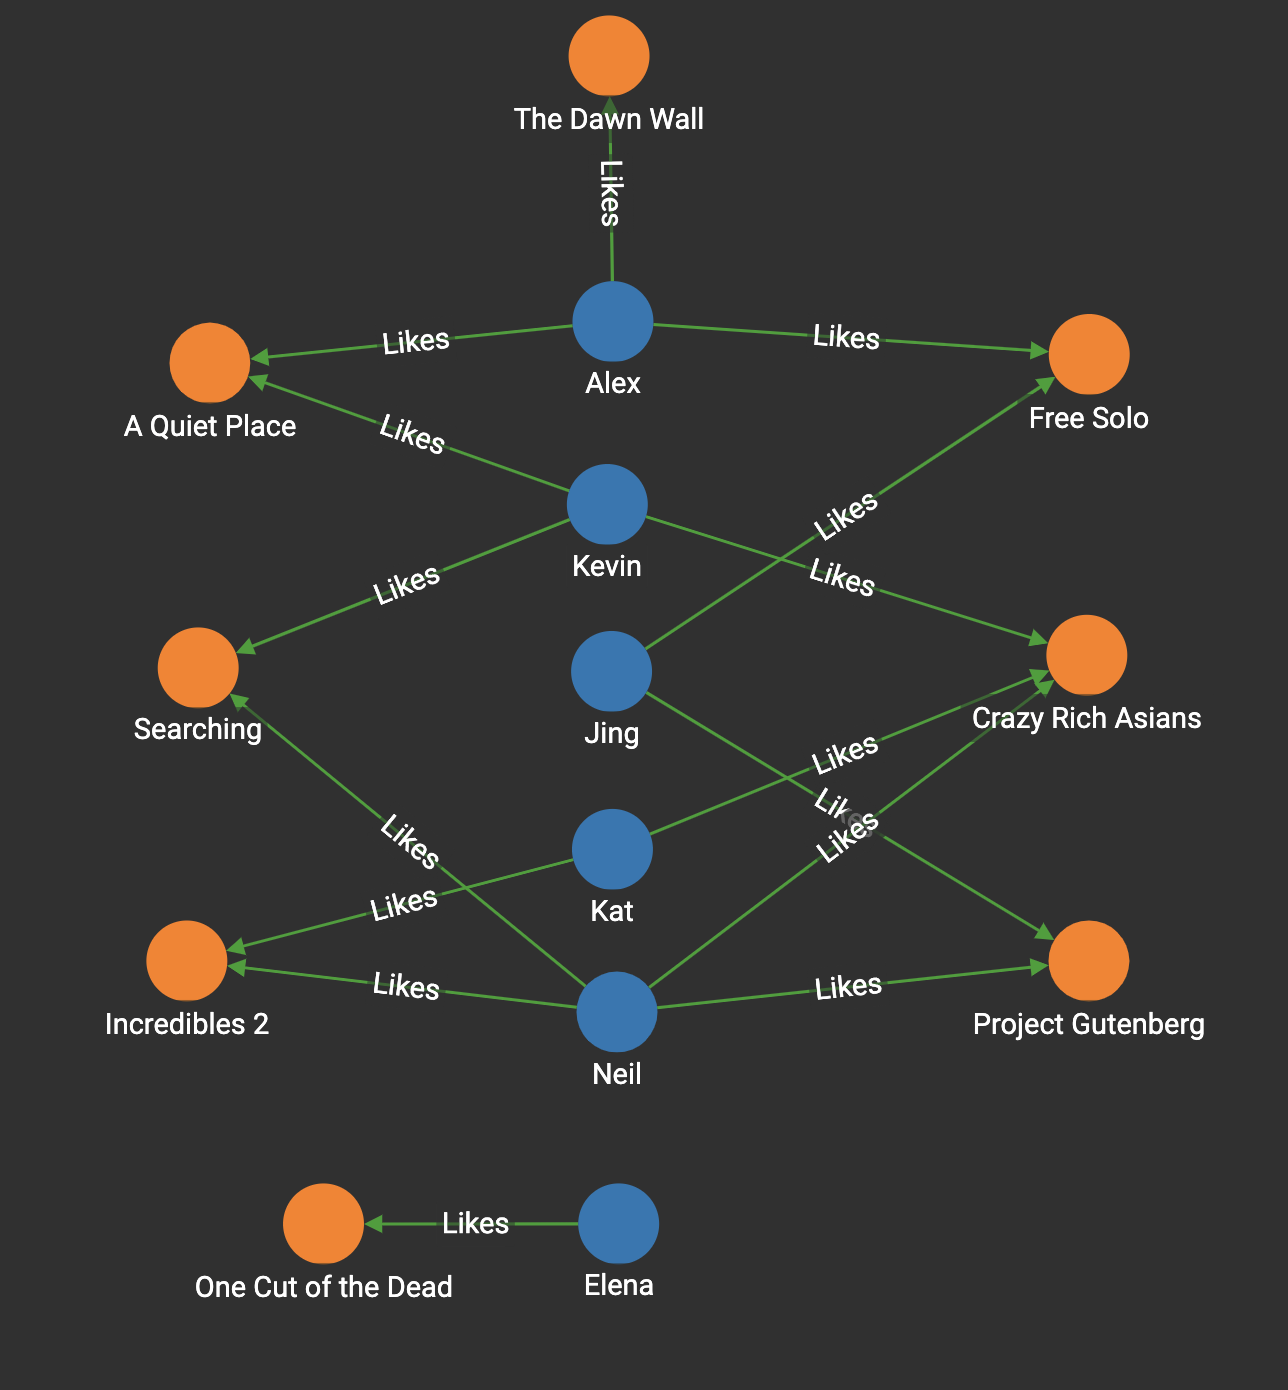 The Dawn Wall
Likes
Likes
Likes
Alex
A Quiet Place
Free Solo
Likes
Likes
Kevin
Likes
Likes
Searching
Jing
Crazy Rich Asians
Likes
Likes
Likes
Likes
Kat
Likes
Likes
Likes
Incredibles 2
Project Gutenberg
Neil
Likes
One Cut of the Dead
Elena